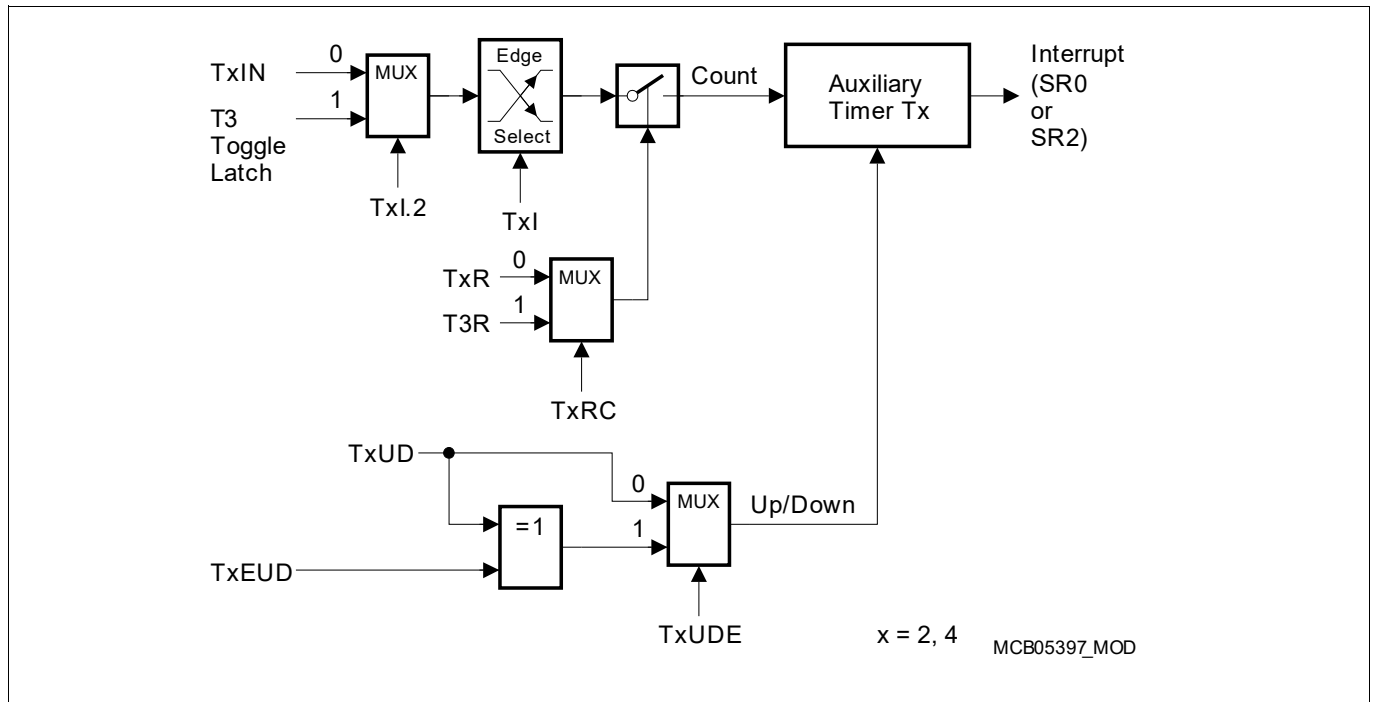 TxIN
0
T3
Toggle
Latch
1
MUX
TxI.2
Edge
Select
TxI
Count
Auxiliary
Timer Tx
Interrupt
(SR0
or
SR2)
TxR
0
T3R
1
MUX
TxRC
TxUD
TxEUD
=1
0
1
MUX
Up/Down
TxUDE
x = 2, 4
MCB05397_MOD